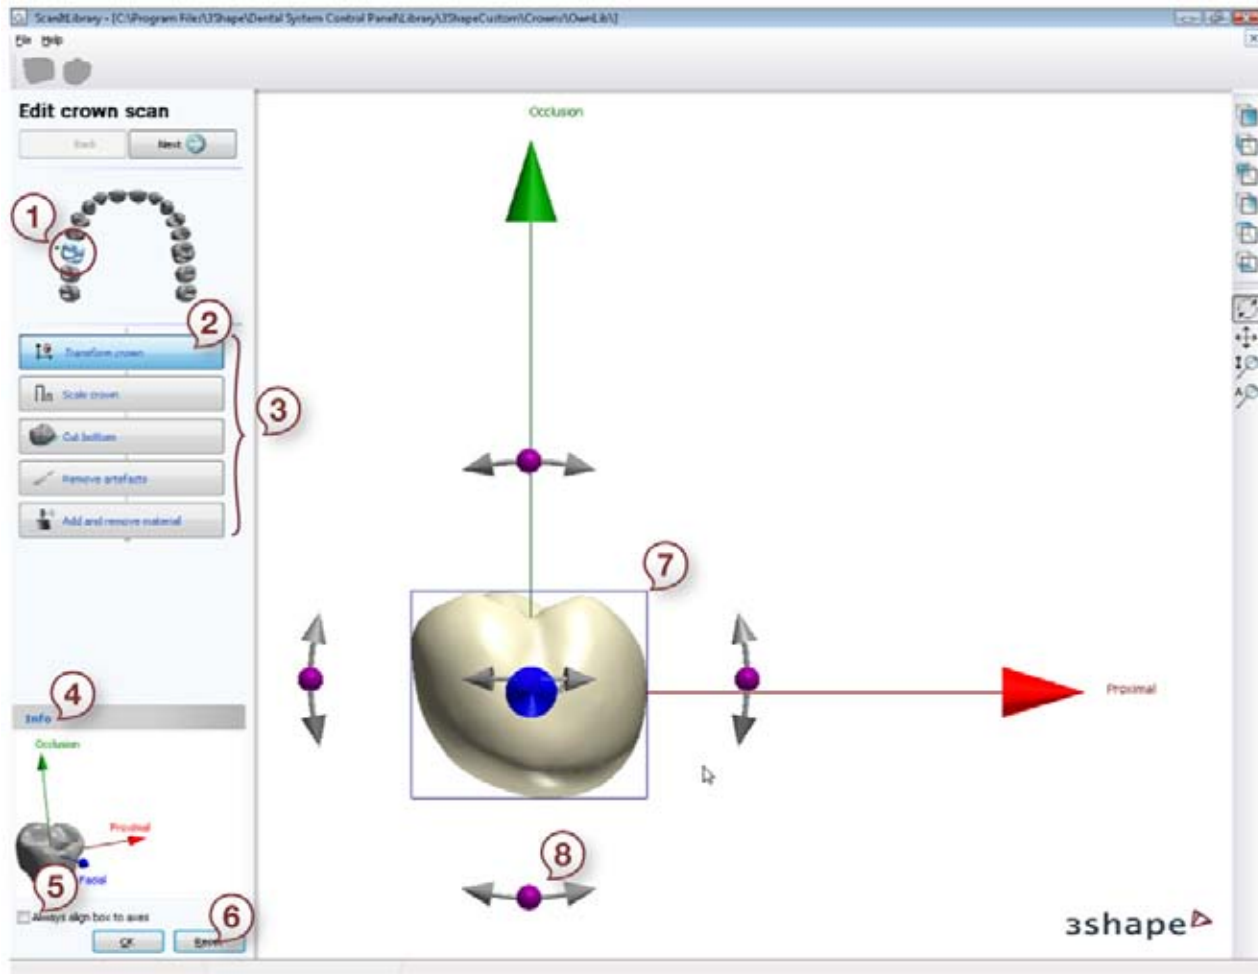 ScanItLibrary - [C:\Program Files\3Shape\Dental System Control Panel\Library\3ShapeCustom\Crowns\OwnLib\]
File Help
Edit crown scan
Back Next
1
2
Transform crown
Scale crown
3
Cut bottom
Remove artefacts
Add and remove material
4
Info
Occlusion
Proximal
Facial
5
Always align box to axes
6
OK Reset
Occlusion
7
Proximal
8
3shape